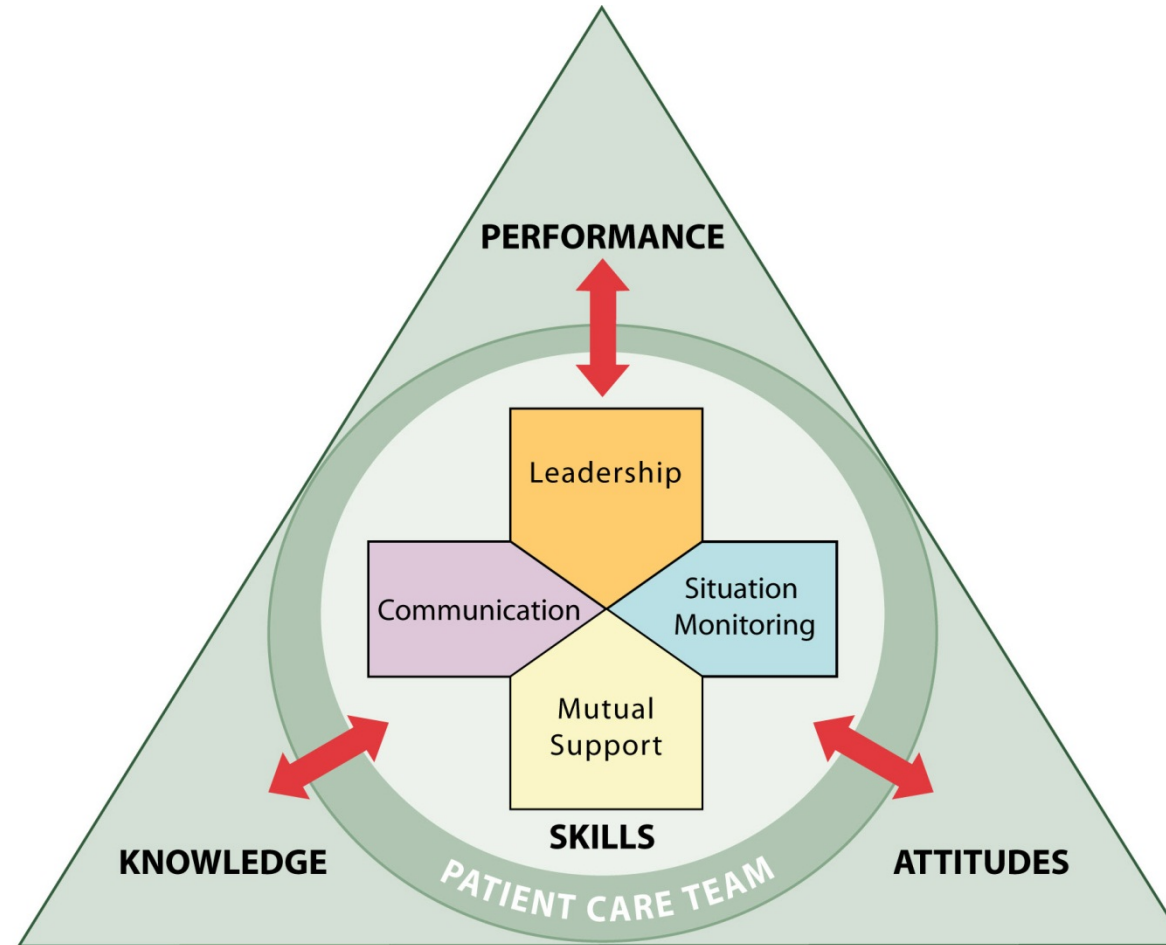 PERFORMANCE
Leadership
Communication
Situation
Monitoring
Mutual
Support
SKILLS
KNOWLEDGE
ATTITUDES
PATIENT CARE TEAM